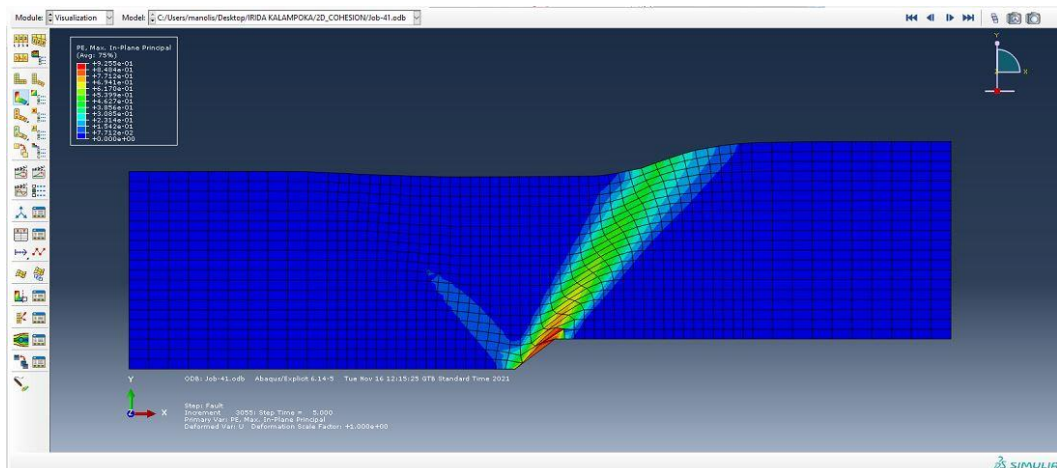 Module: Visualization Model: C:/Users/manolis/Desktop/IRIDA KALAMPOKA/2D_COHESION/Job-41.odb
PE, Max. In-Plane Principal
(Avg: 75%)
+9.255e-01
+8.484e-01
+7.712e-01
+6.941e-01
+6.170e-01
+5.399e-01
+4.627e-01
+3.856e-01
+3.085e-01
+2.314e-01
+1.542e-01
+7.712e-02
+0.000e+00
Y
X
Z
Y
X
Z
ODB: Job-41.odb Abaqus/Explicit 6.14-5 Tue Nov 16 12:15:25 GTB Standard Time 2021
Step: Fault
Increment 3055: Step Time = 5.000
Primary Var: PE, Max. In-Plane Principal
Deformed Var: U Deformation Scale Factor: +1.000e+00
SIMULIA